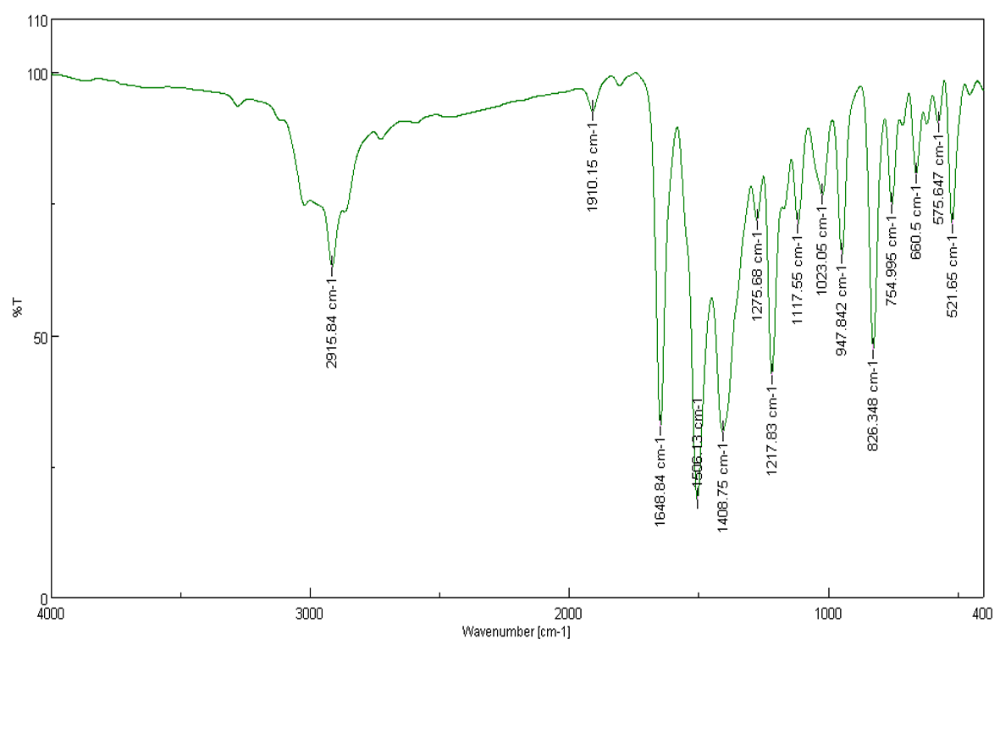 110
100
%T
50
0
4000
3000
2000
1000
400
Wavenumber [cm-1]
2915.84 cm-1
1910.15 cm-1
1648.84 cm-1
1506.13 cm-1
1408.75 cm-1
1275.68 cm-1
1217.83 cm-1
1117.55 cm-1
1023.05 cm-1
947.842 cm-1
826.348 cm-1
754.995 cm-1
660.5 cm-1
575.647 cm-1
521.65 cm-1